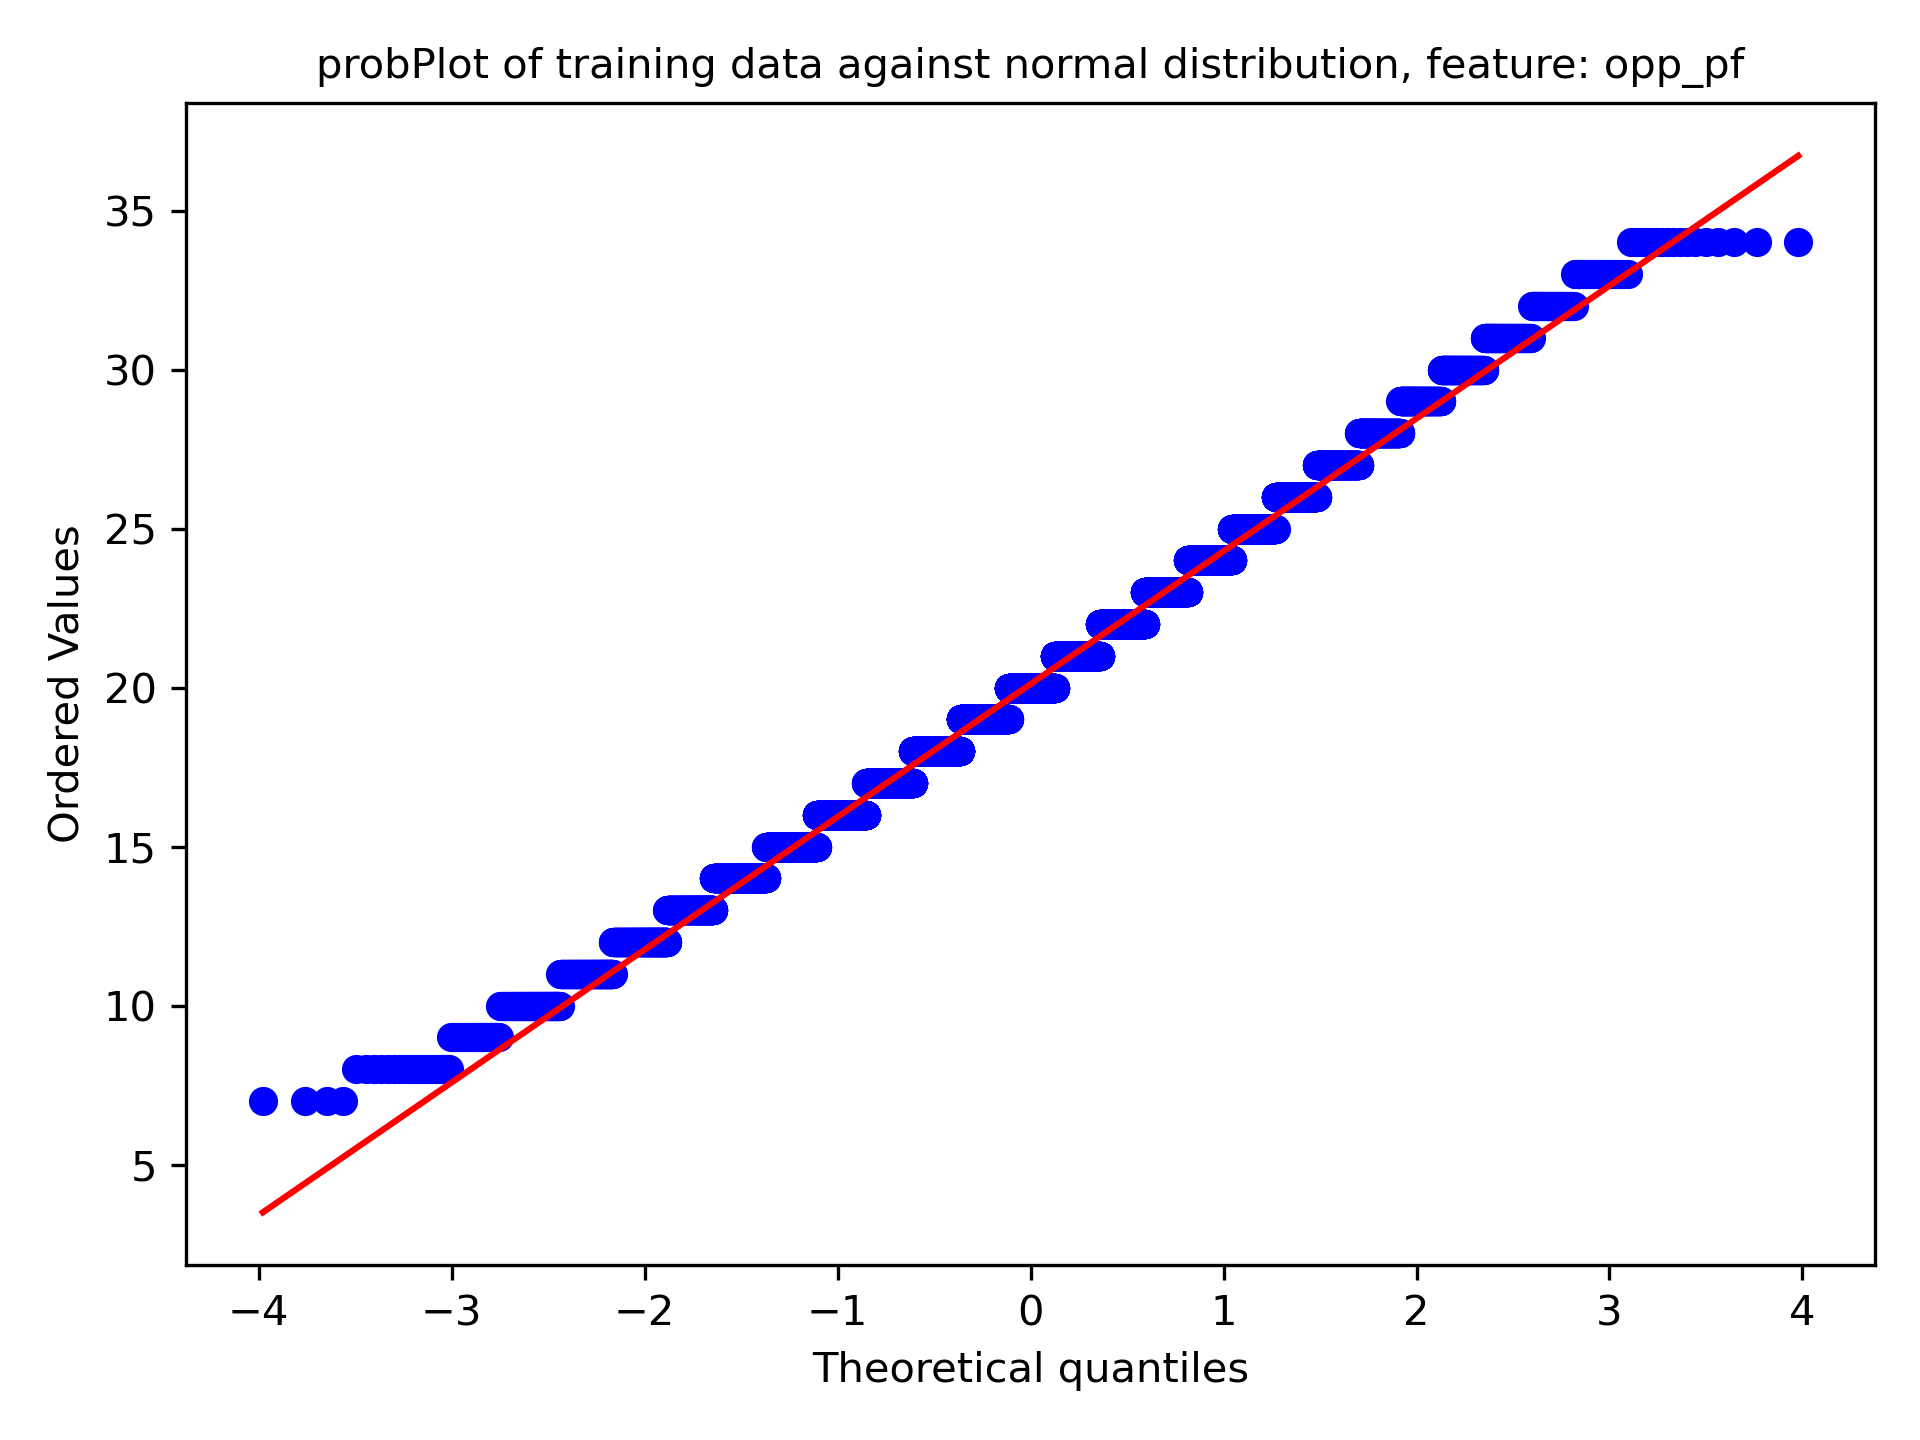 probPlot of training data against normal distribution, feature: opp_pf
35
30
25
20
15
10
5
Ordered Values
−4 −3 −2 −1 0 1 2 3 4
Theoretical quantiles